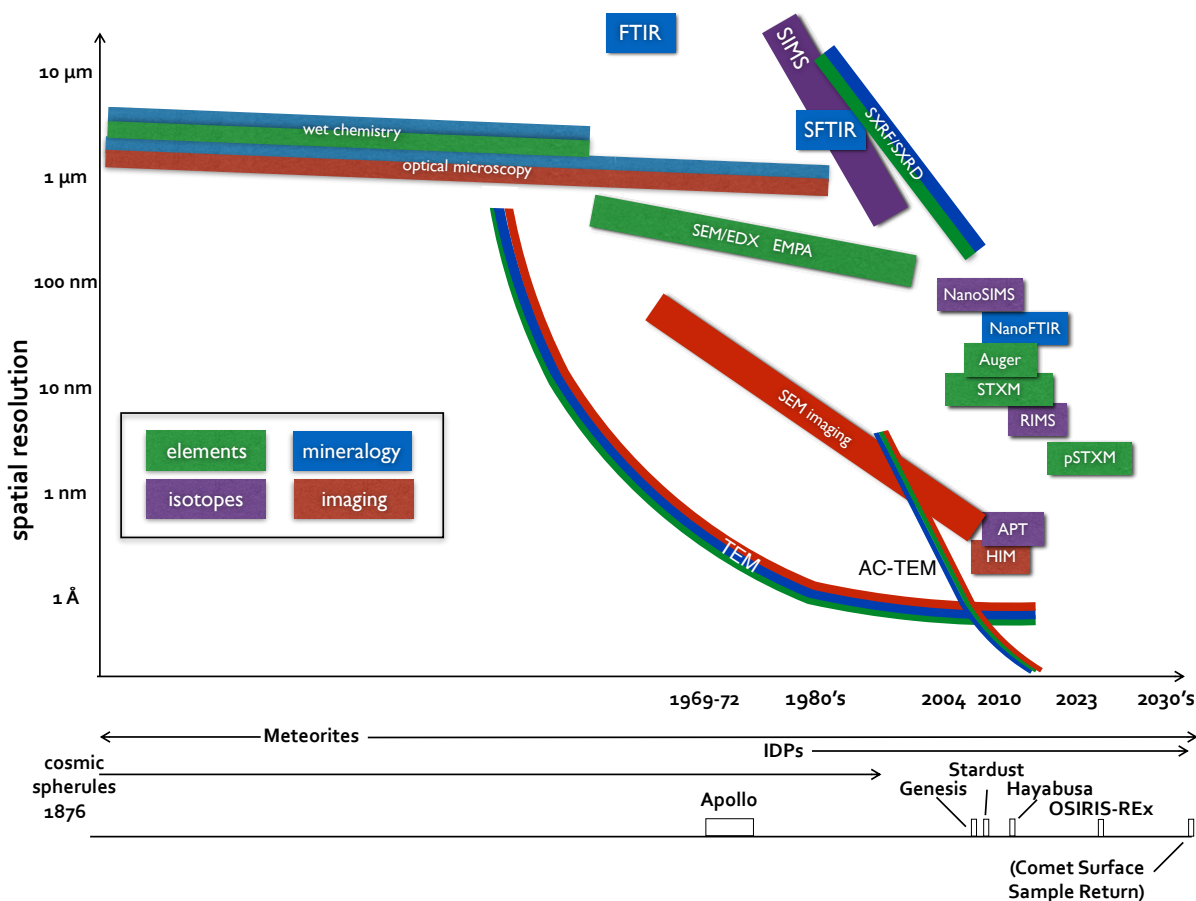 FTIR
SIMS
10 µm
SXRF/SXRD
SFTIR
wet chemistry
optical microscopy
1 µm
SEM/EDX EMPA
100 nm
NanoSIMS
NanoFTIR
Auger
spatial resolution
10 nm
STXM
SEM imaging
RIMS
elements
mineralogy
pSTXM
1 nm
isotopes
imaging
APT
TEM
HIM
AC-TEM
1 Å
1969-72
1980's
2004
2010
2023
2030's
Meteorites
IDPs
cosmic
spherules
1876
Stardust
Genesis
Hayabusa
Apollo
OSIRIS-REx
(Comet Surface
Sample Return)